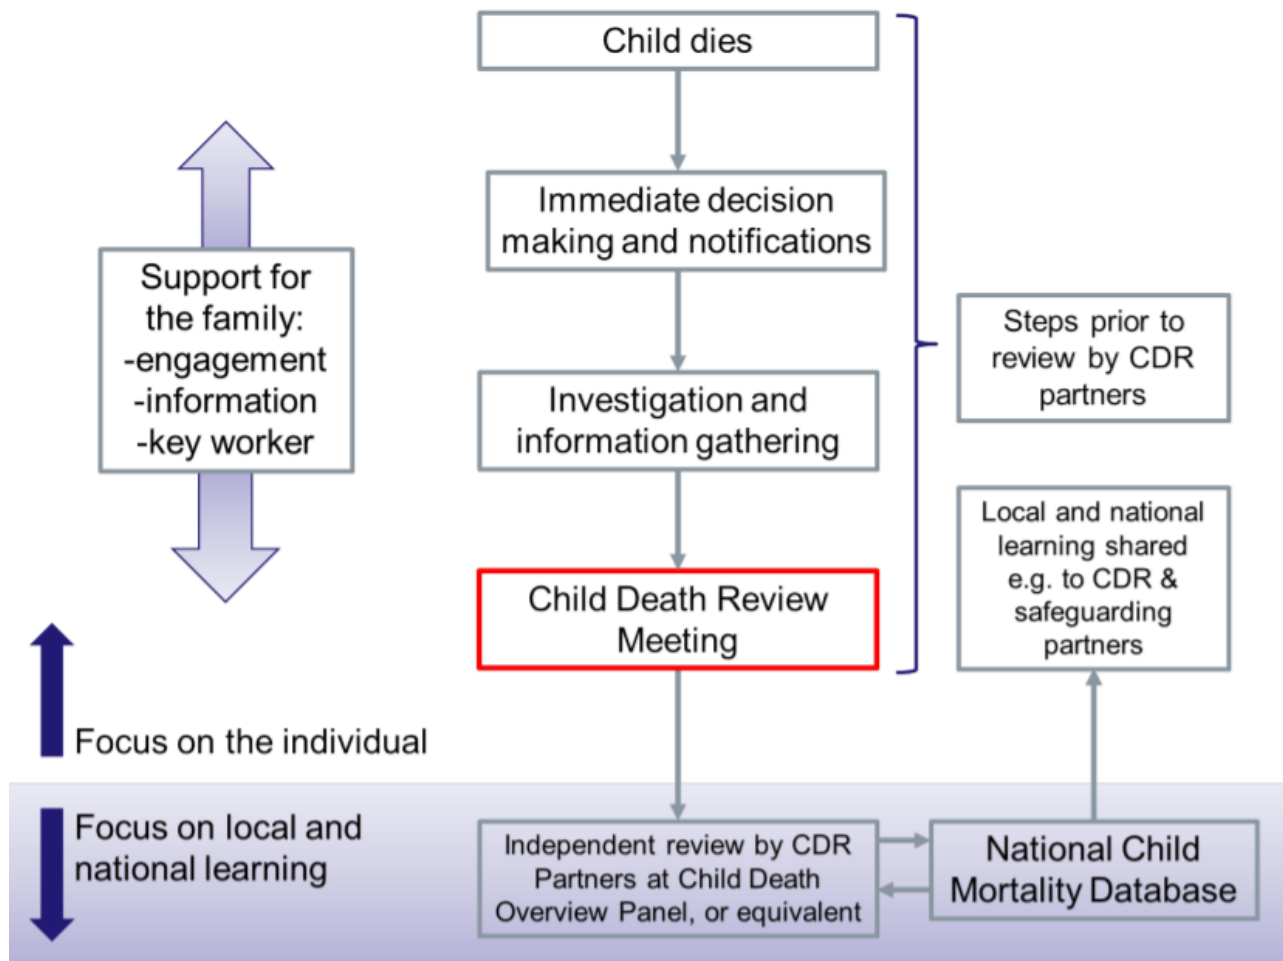 Child dies
Immediate decision
making and notifications
Support for
the family:
-engagement
-information
-key worker
Steps prior to
review by CDR
partners
Investigation and
information gathering
Local and national
learning shared
e.g. to CDR &
safeguarding
partners
Child Death Review
Meeting
Focus on the individual
Focus on local and
national learning
Independent review by CDR
Partners at Child Death
Overview Panel, or equivalent
National Child
Mortality Database